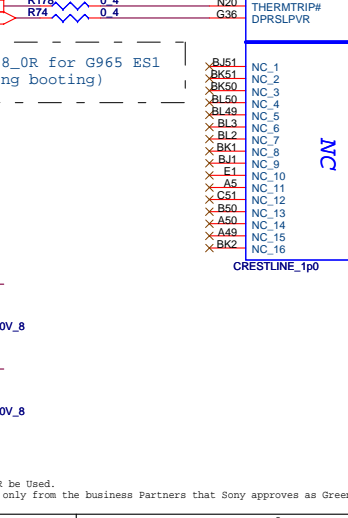 R178 0_4 N20 THERMTRIP#
R74 0_4 G36 DPRSLPVR
8_0R for G965 ES1
ng booting)
BJ51 NC_1
BK51 NC_2
BK50 NC_3
BL50 NC_4
BL49 NC_5
BL3 NC_6
BL2 NC_7
BK1 NC_8
BJ1 NC_9
E1 NC_10
A5 NC_11
C51 NC_12
B50 NC_13
A50 NC_14
A49 NC_15
BK2 NC_16
NC
CRESTLINE_1p0
0V_8
0V_8
R be Used.
only from the business Partners that Sony approves as Green